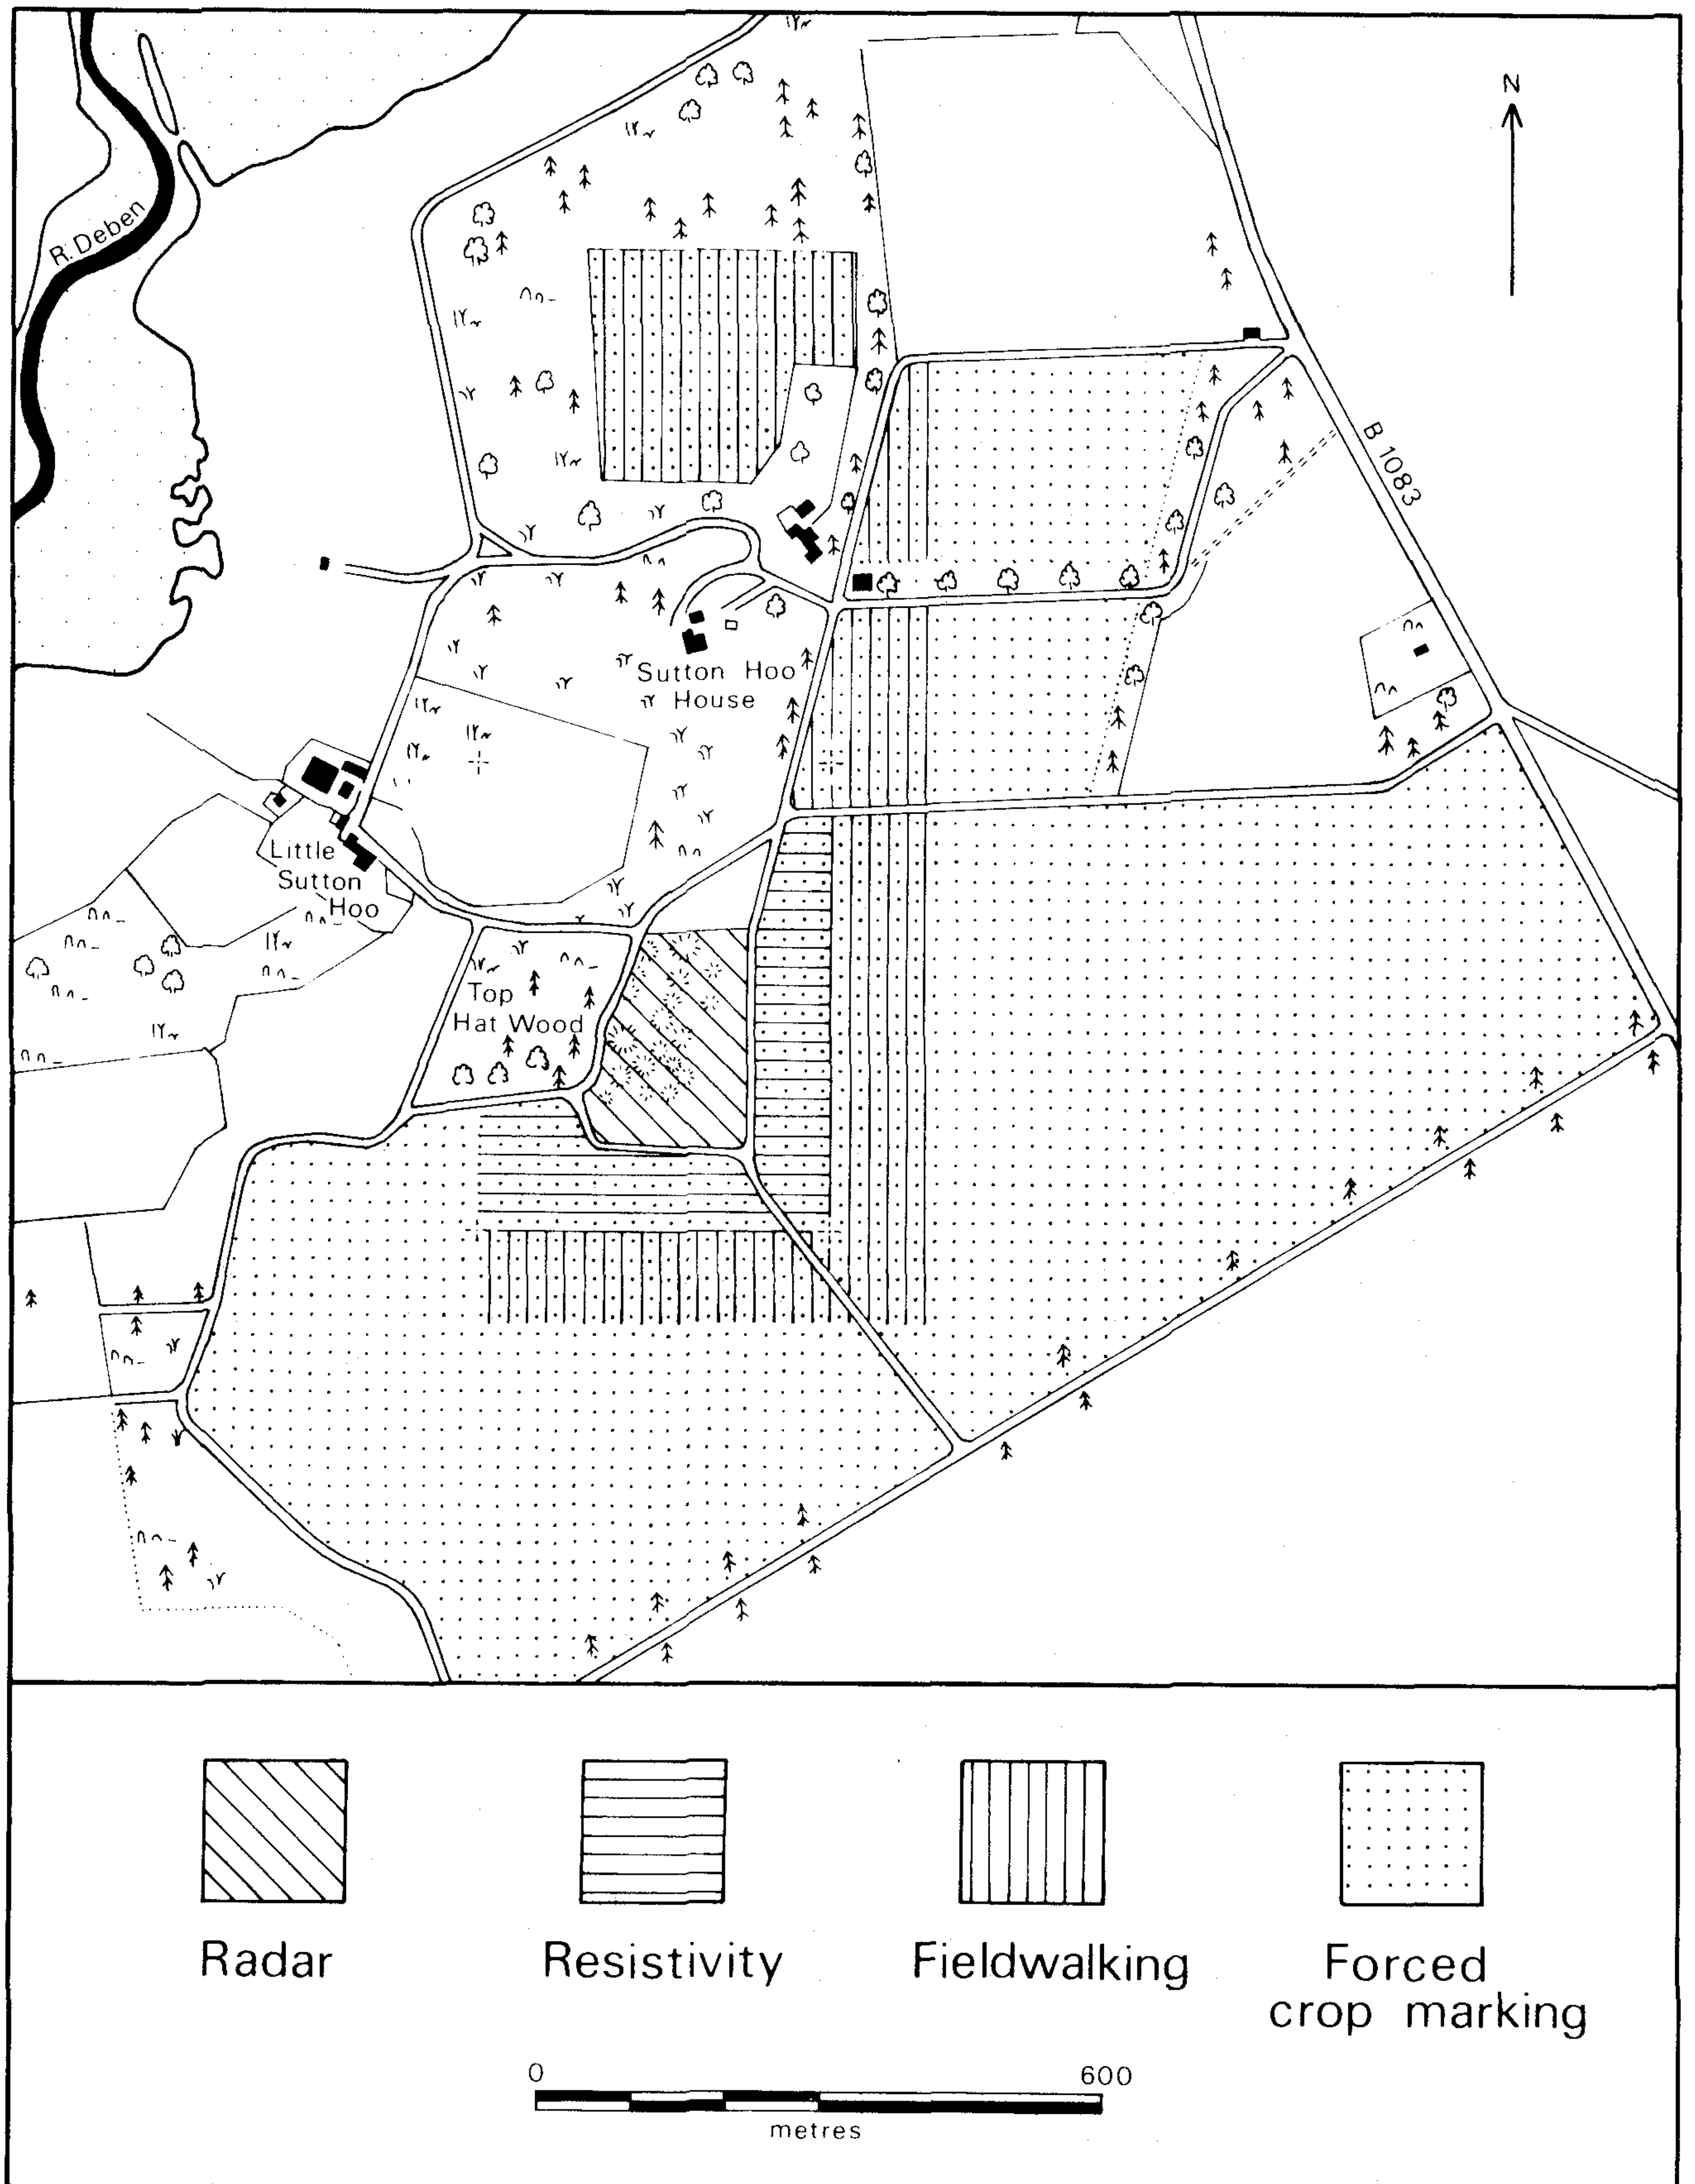 N
R. Deben
B 1083
Sutton Hoo
House
Little
Sutton
Hoo
Top
Hat Wood
Radar
Resistivity
Fieldwalking
Forced
crop marking
0 600
metres